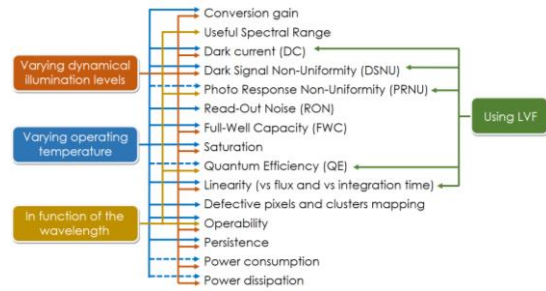 Conversion gain
Useful Spectral Range
Dark current (DC)
Varying dynamical
illumination levels
Dark Signal Non-Uniformity (DSNU)
Photo Response Non-Uniformity (PRNU)
Read-Out Noise (RON)
Using LVF
Full-Well Capacity (FWC)
Varying operating
temperature
Saturation
Quantum Efficiency (QE)
Linearity (vs flux and vs integration time)
Defective pixels and clusters mapping
In function of the
wavelength
Operability
Persistence
Power consumption
Power dissipation